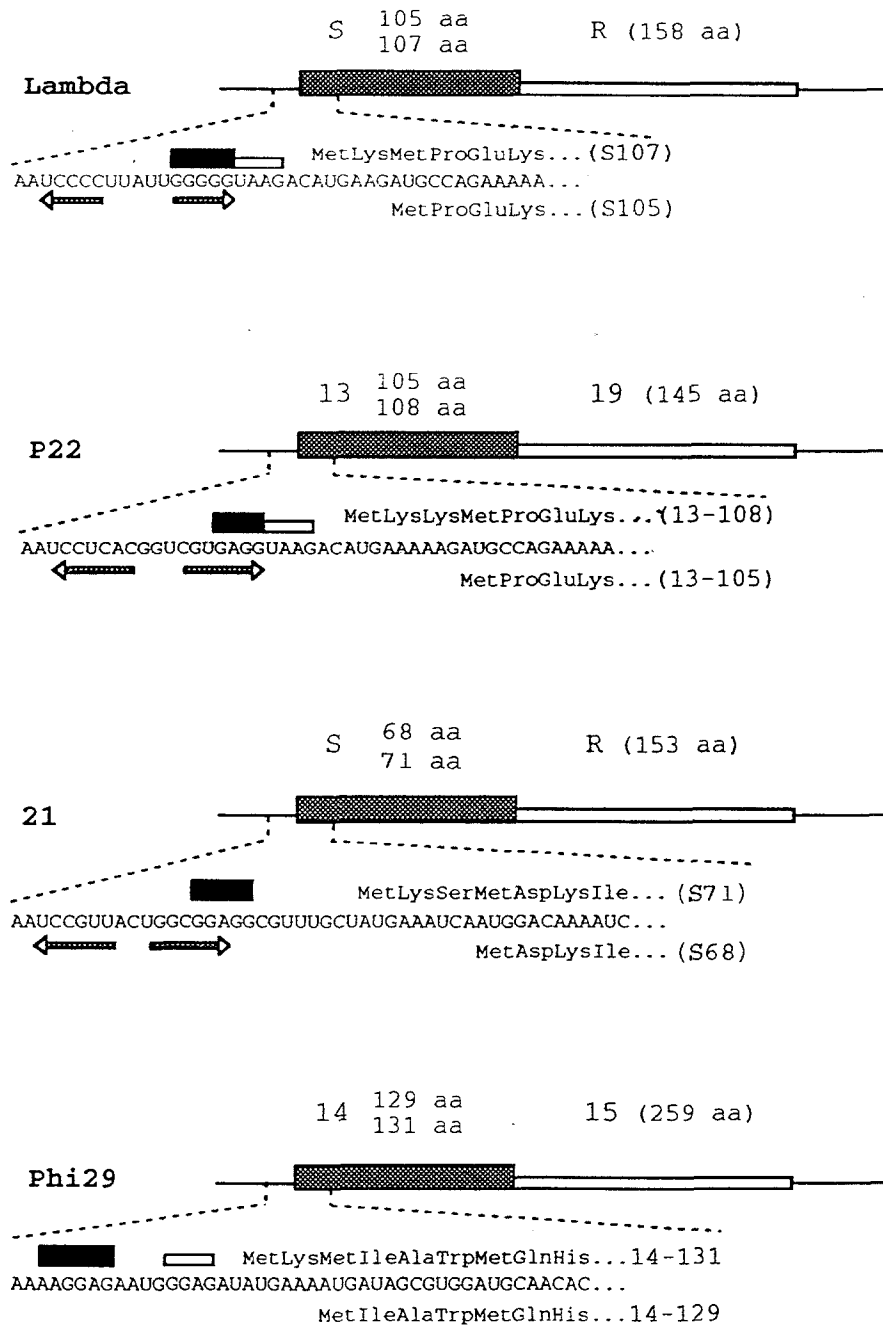 S 105 aa R (158 aa)
107 aa
Lambda
MetLysMetProGluLys...(S107)
AAUCCCCUUAUUGGGGGUAAGACAUGAAGAUGCCAGAAAAA...
MetProGluLys...(S105)
13 105 aa 19 (145 aa)
108 aa
P22
MetLysLysMetProGluLys...(13-108)
AAUCCUCACGGUCGUGAGGUAAGACAUGAAAAAGAUGCCAGAAAAA...
MetProGluLys...(13-105)
S 68 aa R (153 aa)
71 aa
21
MetLysSerMetAspLysIle...(S71)
AAUCCGUUACUGGCGGAGGCGUUUGCUAUGAAAUCAAUGGACAAAAUC...
MetAspLysIle...(S68)
14 129 aa 15 (259 aa)
131 aa
Phi29
MetLysMetIleAlaTrpMetGlnHis...14-131
AAAAGGAGAAUGGGAGAUAUGAAAAUGAUAGCGUGGAUGCAACAC...
MetIleAlaTrpMetGlnHis...14-129